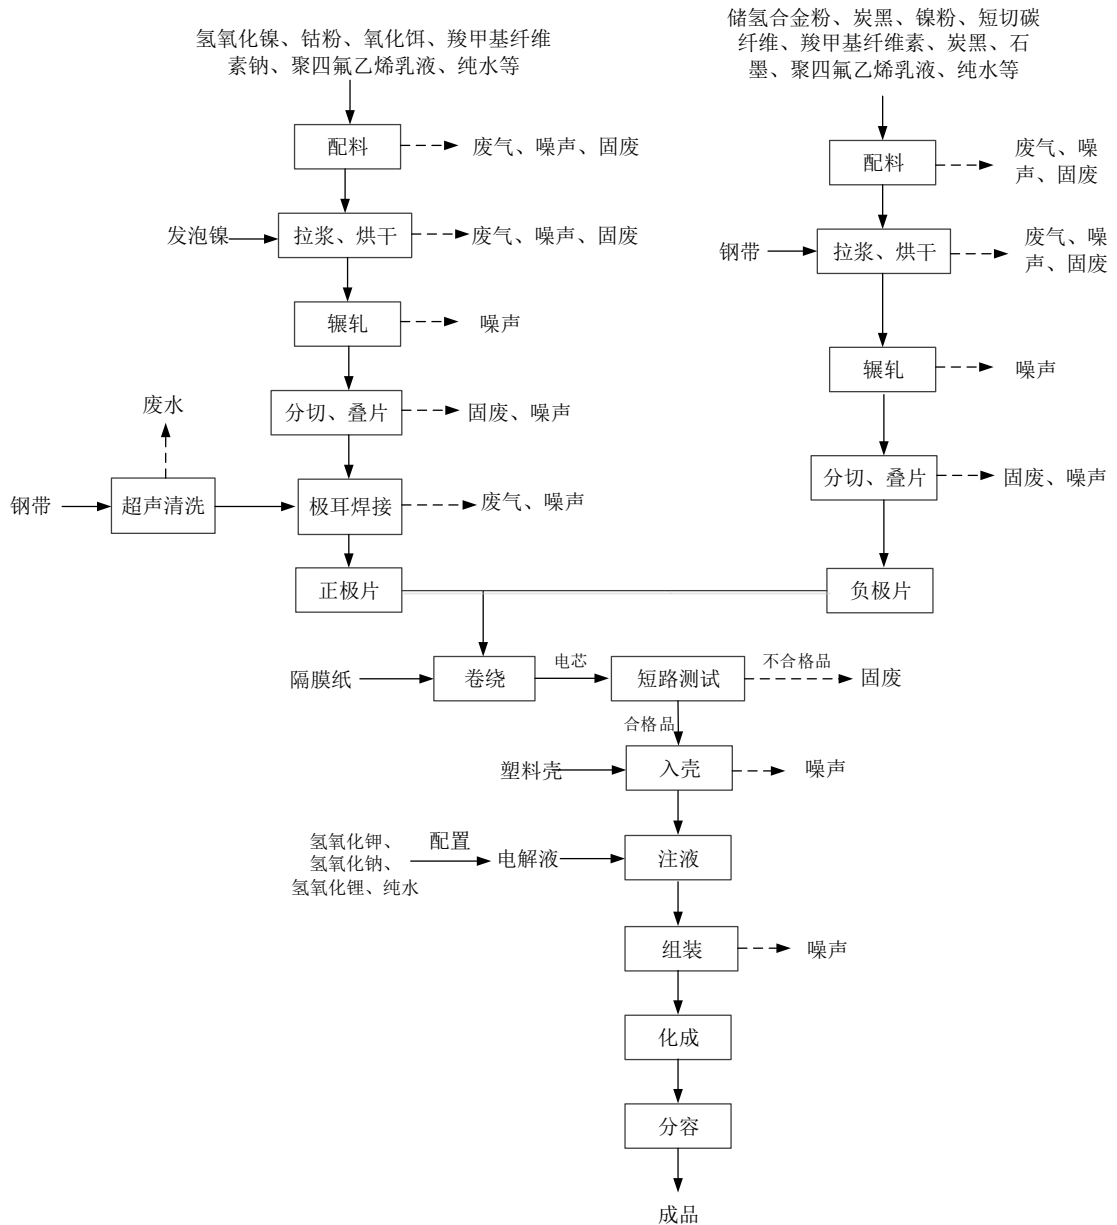 氢氧化镍、钴粉、氧化铒、羧甲基纤维
素钠、聚四氟乙烯乳液、纯水等
储氢合金粉、炭黑、镍粉、短切碳
纤维、羧甲基纤维素、炭黑、石
墨、聚四氟乙烯乳液、纯水等
配料
废气、噪声、固废
配料
废气、噪
声、固废
发泡镍
拉浆、烘干
废气、噪声、固废
钢带
拉浆、烘干
废气、噪
声、固废
辗轧
噪声
辗轧
噪声
废水
分切、叠片
固废、噪声
分切、叠片
固废、噪声
钢带
超声清洗
极耳焊接
废气、噪声
正极片
负极片
隔膜纸
卷绕
电芯
短路测试
不合格品
固废
合格品
塑料壳
入壳
噪声
氢氧化钾、
氢氧化钠、
氢氧化锂、纯水
配置
电解液
注液
组装
噪声
化成
分容
成品